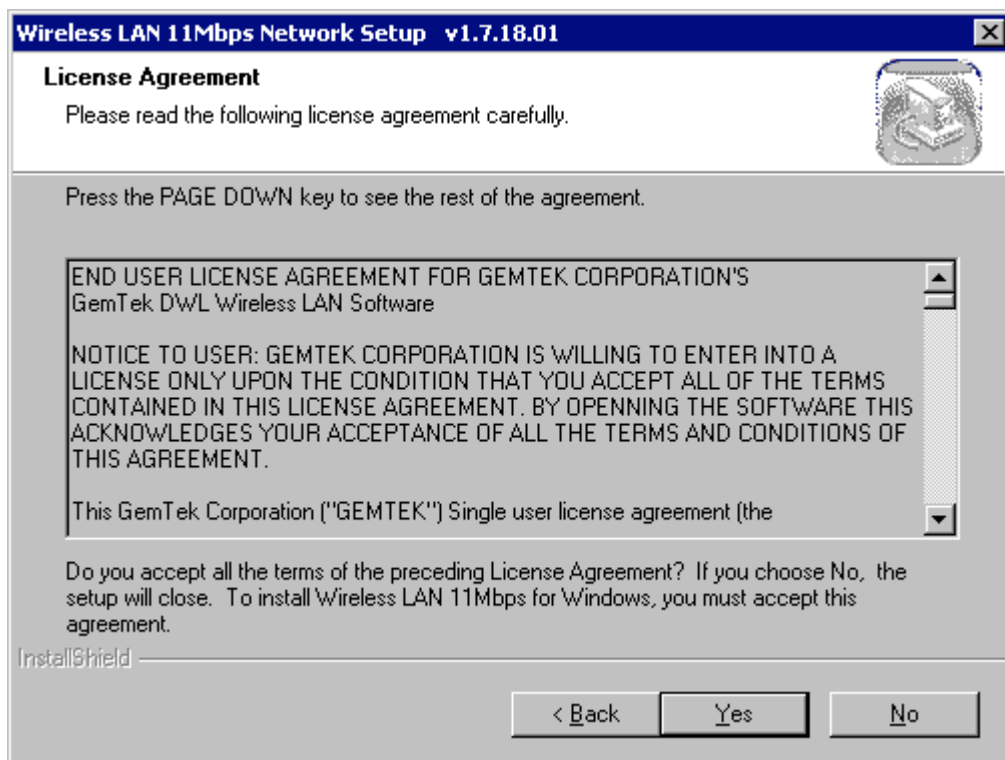 Wireless LAN 11Mbps Network Setup v1.7.18.01
License Agreement
Please read the following license agreement carefully.
Press the PAGE DOWN key to see the rest of the agreement.
END USER LICENSE AGREEMENT FOR GEMTEK CORPORATION'S
GemTek DWL Wireless LAN Software
NOTICE TO USER: GEMTEK CORPORATION IS WILLING TO ENTER INTO A
LICENSE ONLY UPON THE CONDITION THAT YOU ACCEPT ALL OF THE TERMS
CONTAINED IN THIS LICENSE AGREEMENT. BY OPENNING THE SOFTWARE THIS
ACKNOWLEDGES YOUR ACCEPTANCE OF ALL THE TERMS AND CONDITIONS OF
THIS AGREEMENT.
This GemTek Corporation ("GEMTEK") Single user license agreement (the
Do you accept all the terms of the preceding License Agreement? If you choose No, the
setup will close. To install Wireless LAN 11Mbps for Windows, you must accept this
agreement.
InstallShield
< Back Yes No